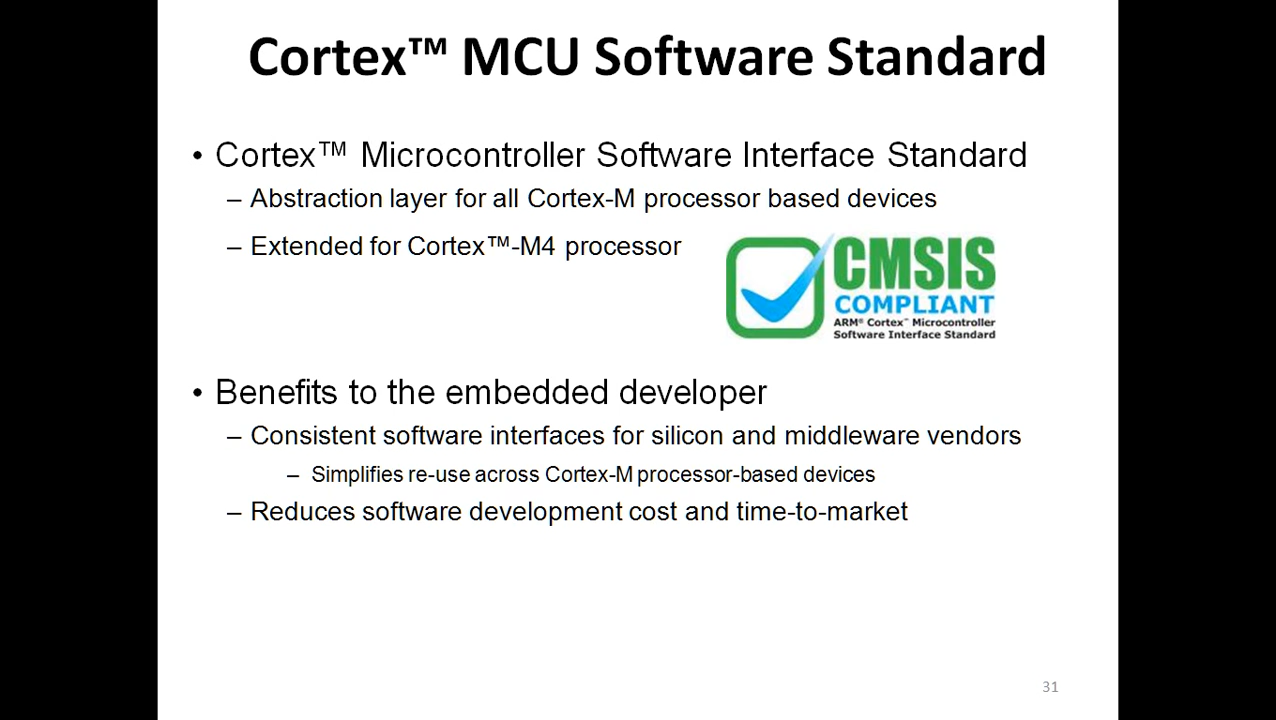 Cortex™ MCU Software Standard
• Cortex™ Microcontroller Software Interface Standard
– Abstraction layer for all Cortex-M processor based devices
– Extended for Cortex™-M4 processor
CMSIS
COMPLIANT
ARM® Cortex™ Microcontroller
Software Interface Standard
• Benefits to the embedded developer
– Consistent software interfaces for silicon and middleware vendors
– Simplifies re-use across Cortex-M processor-based devices
– Reduces software development cost and time-to-market
31